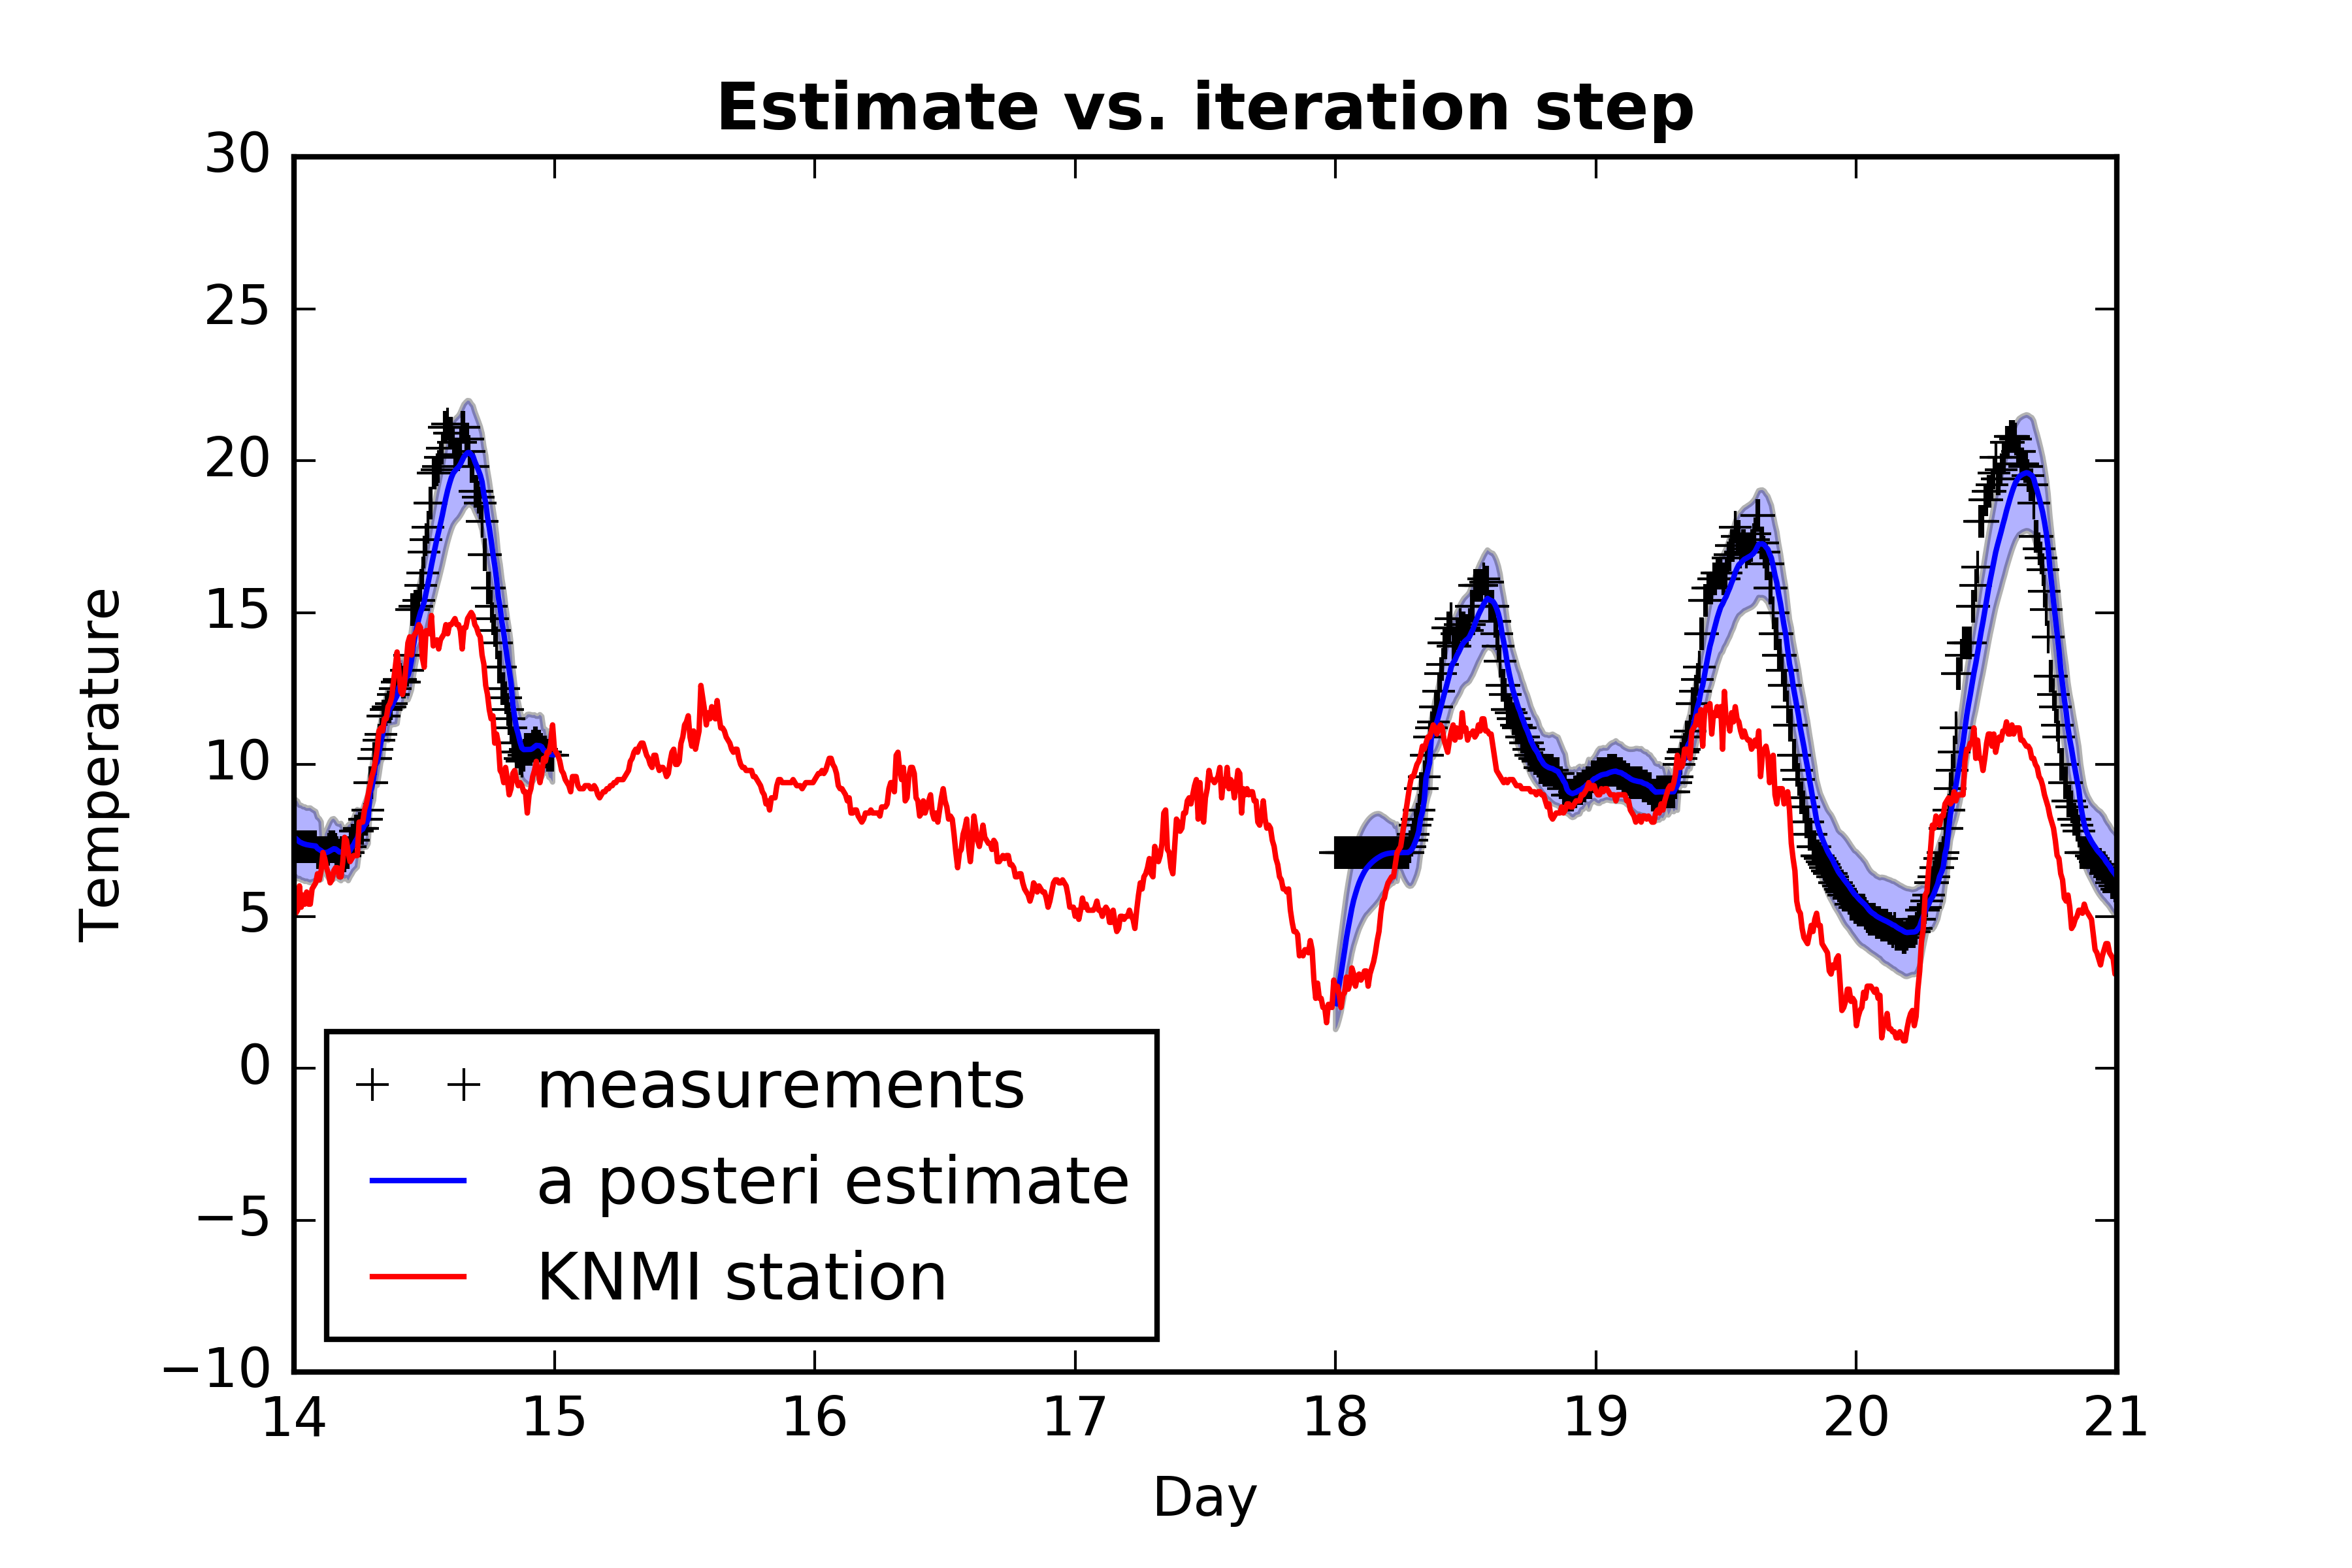 Estimate vs. iteration step
30
25
20
15
10
5
0
−5
−10
Temperature
measurements
a posteri estimate
KNMI station
14 15 16 17 18 19 20 21
Day